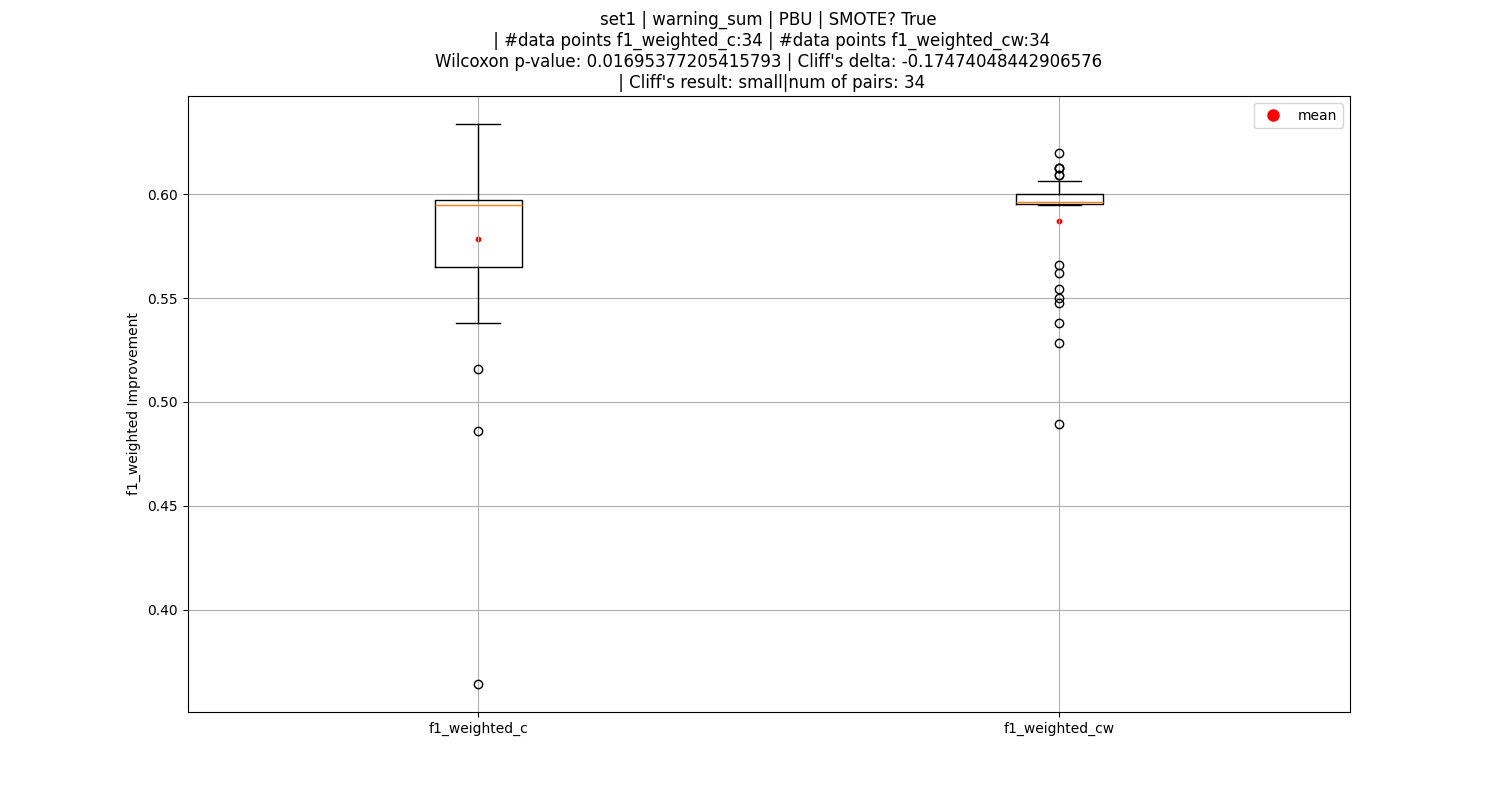 set1 | warning_sum | PBU | SMOTE? True
| #data points f1_weighted_c:34 | #data points f1_weighted_cw:34
Wilcoxon p-value: 0.01695377205415793 | Cliff's delta: -0.17474048442906576
| Cliff's result: small|num of pairs: 34
mean
f1_weighted Improvement
0.60
0.55
0.50
0.45
0.40
f1_weighted_c
f1_weighted_cw